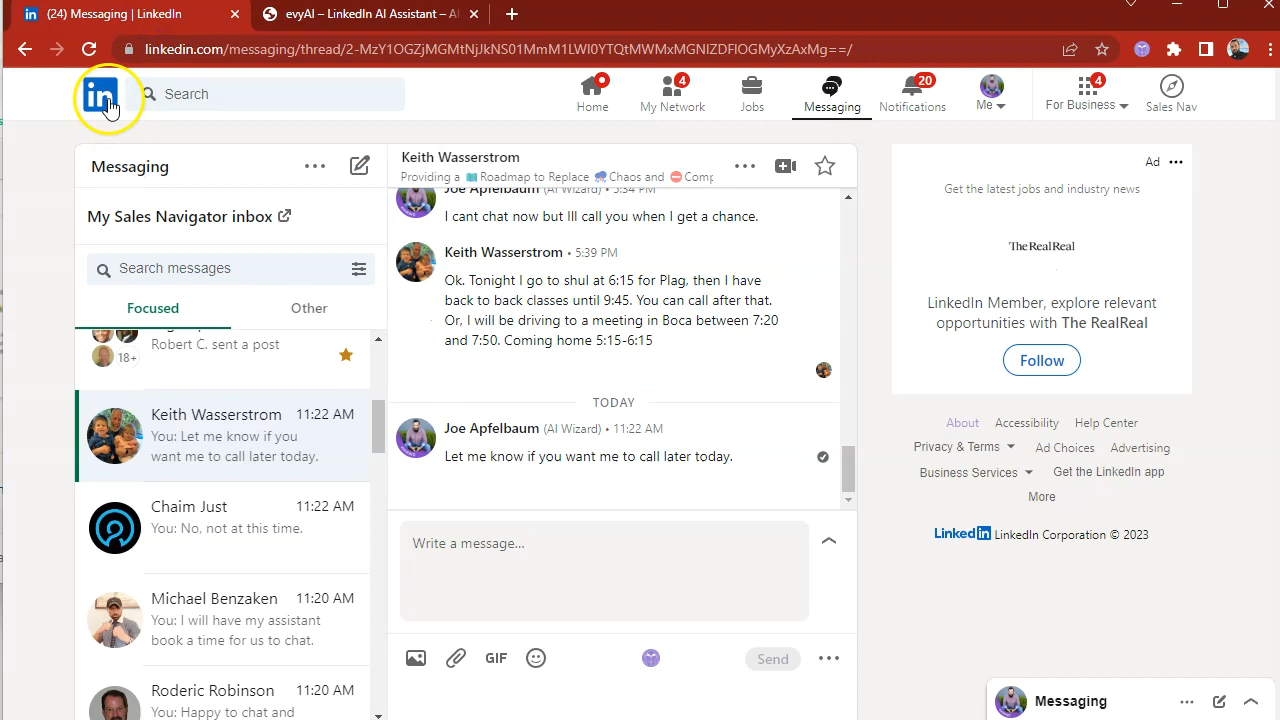 (24) Messaging | LinkedIn
evyAI – LinkedIn AI Assistant – A
linkedin.com/messaging/thread/2-MzY1OGZjMGMtNjJkNS01MmM1LWI0YTQtMWMxMGNIZDFlOGMyXzAxMg==/
in
Search
Home
4
My Network
Jobs
Messaging
20
Notifications
Me
4
For Business
Sales Nav
Messaging
My Sales Navigator inbox
Search messages
Focused
Other
18+
Robert C. sent a post
Keith Wasserstrom 11:22 AM
You: Let me know if you
want me to call later today.
Chaim Just 11:22 AM
You: No, not at this time.
Michael Benzaken 11:20 AM
You: I will have my assistant
book a time for us to chat.
Roderic Robinson 11:20 AM
You: Happy to chat and
Keith Wasserstrom
Providing a Roadmap to Replace Chaos and Comp
Joe Apfelbaum (AI Wizard) • 5:34 PM
I cant chat now but Ill call you when I get a chance.
Keith Wasserstrom • 5:39 PM
Ok. Tonight I go to shul at 6:15 for Plag, then I have
back to back classes until 9:45. You can call after that.
Or, I will be driving to a meeting in Boca between 7:20
and 7:50. Coming home 5:15-6:15
TODAY
Joe Apfelbaum (AI Wizard) • 11:22 AM
Let me know if you want me to call later today.
Write a message...
GIF
Send
Ad
Get the latest jobs and industry news
TheRealReal
LinkedIn Member, explore relevant
opportunities with The RealReal
Follow
About Accessibility Help Center
Privacy & Terms Ad Choices Advertising
Business Services Get the LinkedIn app
More
LinkedIn LinkedIn Corporation © 2023
Messaging